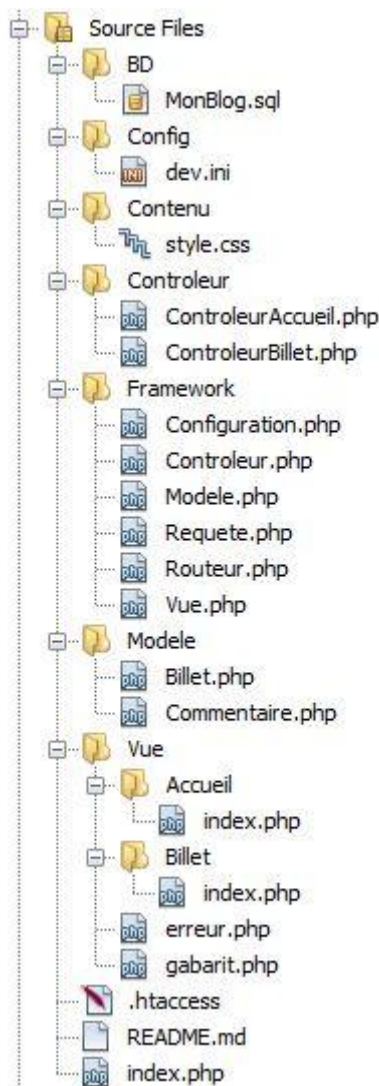 Source Files
BD
MonBlog.sql
Config
dev.ini
Contenu
style.css
Controleur
ControleurAccueil.php
ControleurBillet.php
Framework
Configuration.php
Controleur.php
Modele.php
Requete.php
Routeur.php
Vue.php
Modele
Billet.php
Commentaire.php
Vue
Accueil
index.php
Billet
index.php
erreur.php
gabarit.php
.htaccess
README.md
index.php